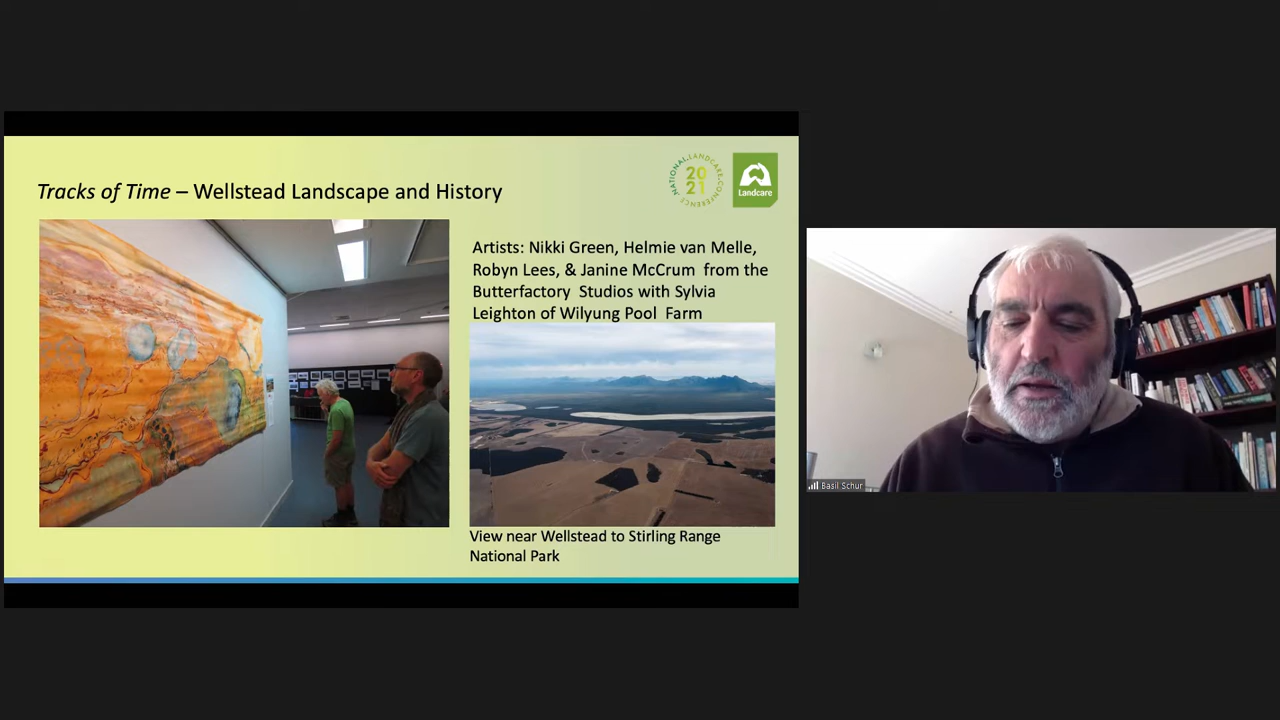 Tracks of Time – Wellstead Landscape and History
NATIONAL LANDCARE CONFERENCE
20
21
Landcare
Artists: Nikki Green, Helmie van Melle,
Robyn Lees, & Janine McCrum from the
Butterfactory Studios with Sylvia
Leighton of Wilyung Pool Farm
View near Wellstead to Stirling Range
National Park
Basil Schur